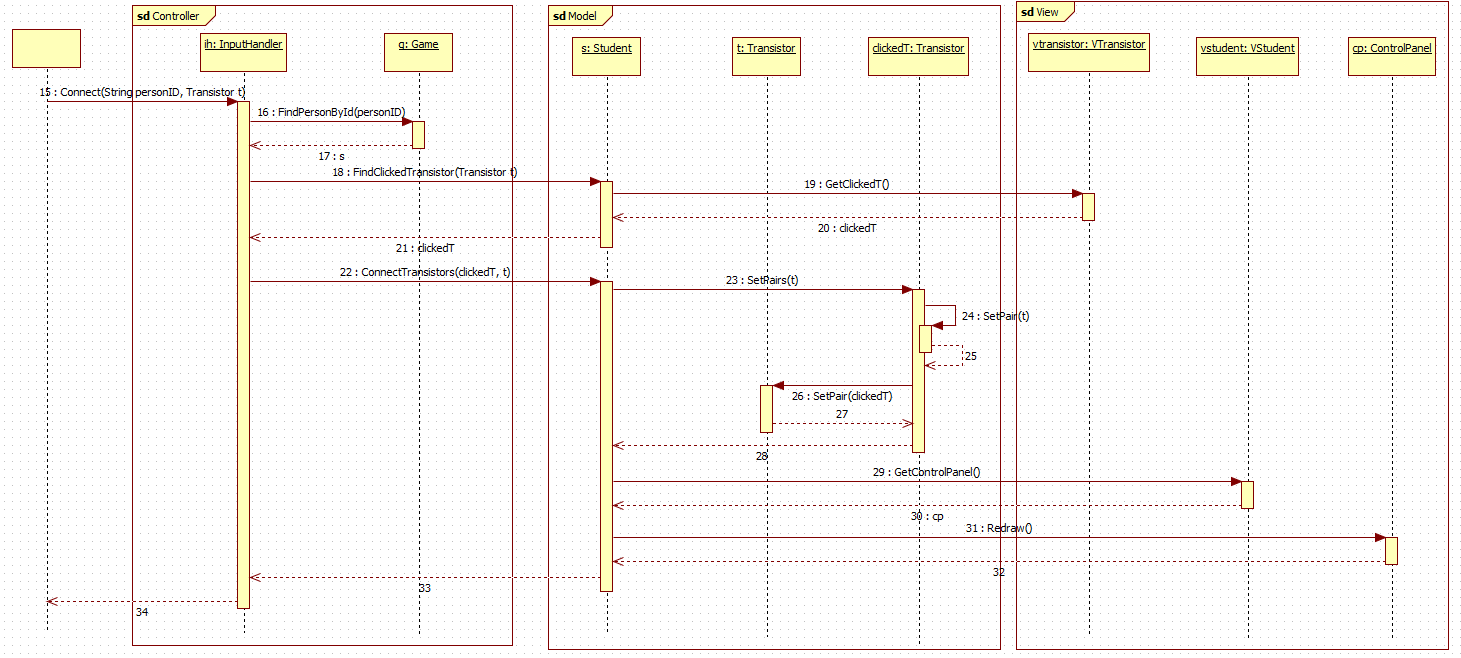 sd Controller
sd Model
sd View
ih: InputHandler
g: Game
s: Student
t: Transistor
clickedT: Transistor
vtransistor: VTransistor
vstudent: VStudent
cp: ControlPanel
15 : Connect(String personID, Transistor t)
16 : FindPersonById(personID)
17 : s
18 : FindClickedTransistor(Transistor t)
19 : GetClickedT()
20 : clickedT
21 : clickedT
22 : ConnectTransistors(clickedT, t)
23 : SetPairs(t)
24 : SetPair(t)
25
26 : SetPair(clickedT)
27
28
29 : GetControlPanel()
30 : cp
31 : Redraw()
32
33
34